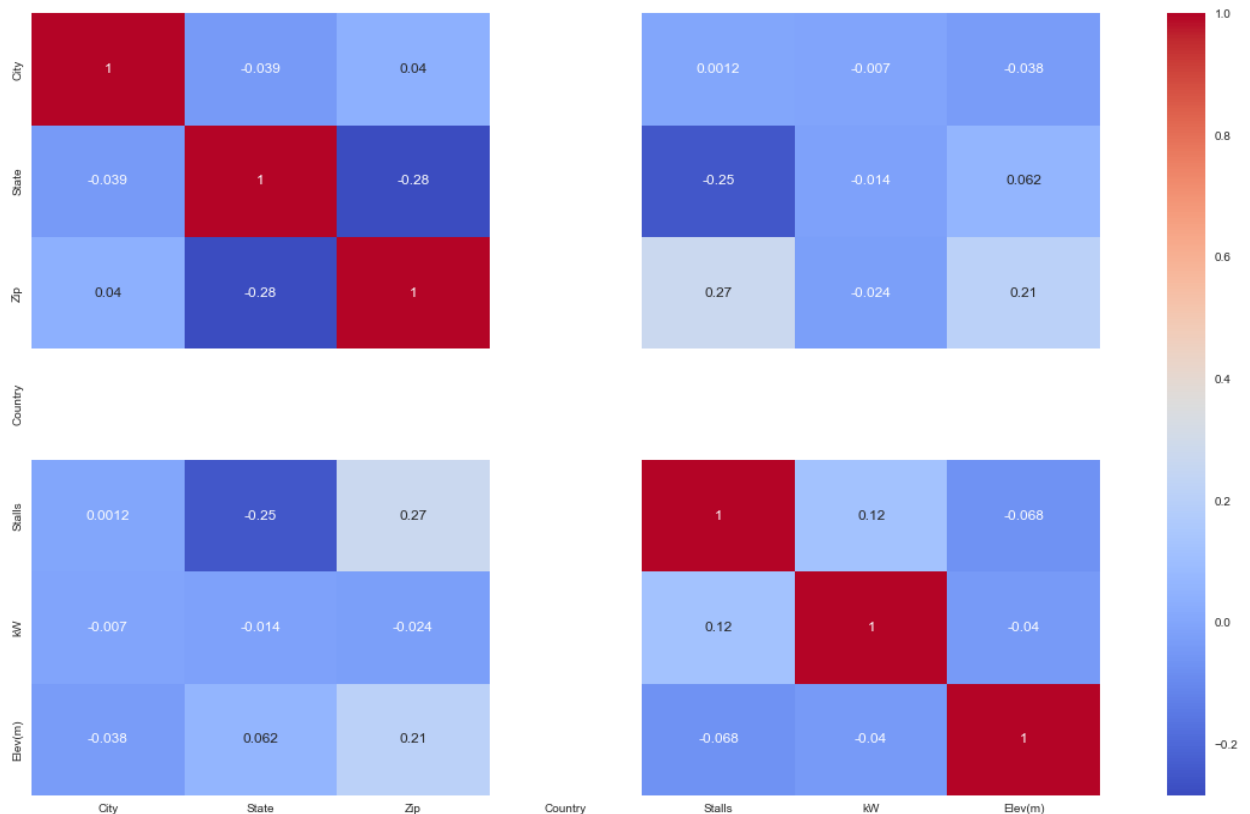 1.0
City 1 -0.039 0.04 0.0012 -0.007 -0.038
0.8
State -0.039 1 -0.28 -0.25 -0.014 0.062
0.6
Zip 0.04 -0.28 1 0.27 -0.024 0.21
Country
0.4
Stalls 0.0012 -0.25 0.27 1 0.12 -0.068
0.2
kW -0.007 -0.014 -0.024 0.12 1 -0.04
0.0
Elev(m) -0.038 0.062 0.21 -0.068 -0.04 1
−0.2
City State Zip Country Stalls kW Elev(m)